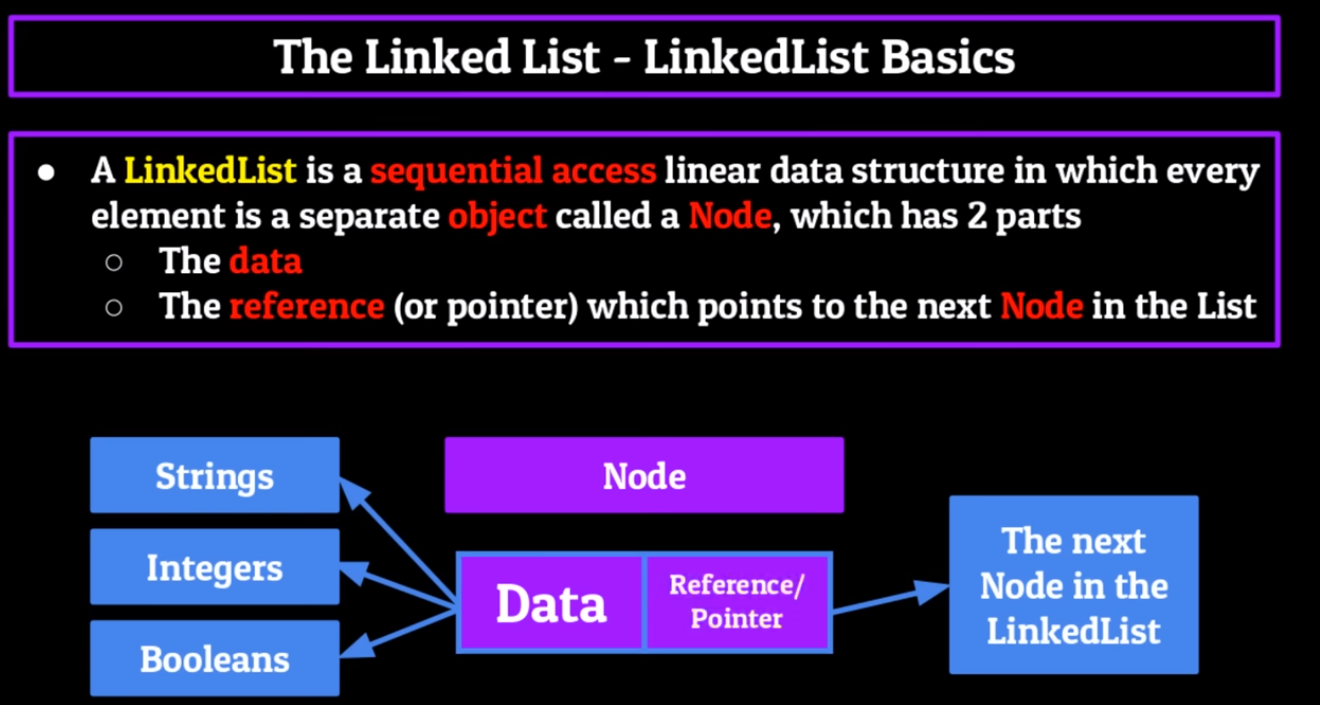 The Linked List - LinkedList Basics
● A LinkedList is a sequential access linear data structure in which every
element is a separate object called a Node, which has 2 parts
○ The data
○ The reference (or pointer) which points to the next Node in the List
Strings
Integers
Booleans
Node
Data
Reference/
Pointer
The next
Node in the
LinkedList